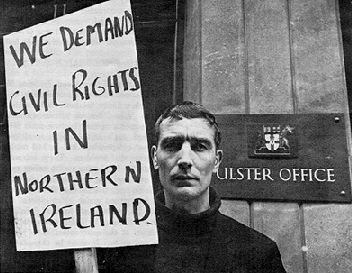 WE DEMAND
CIVIL RIGHTS
IN
NORTHERN
IRELAND.
ULSTER OFFICE